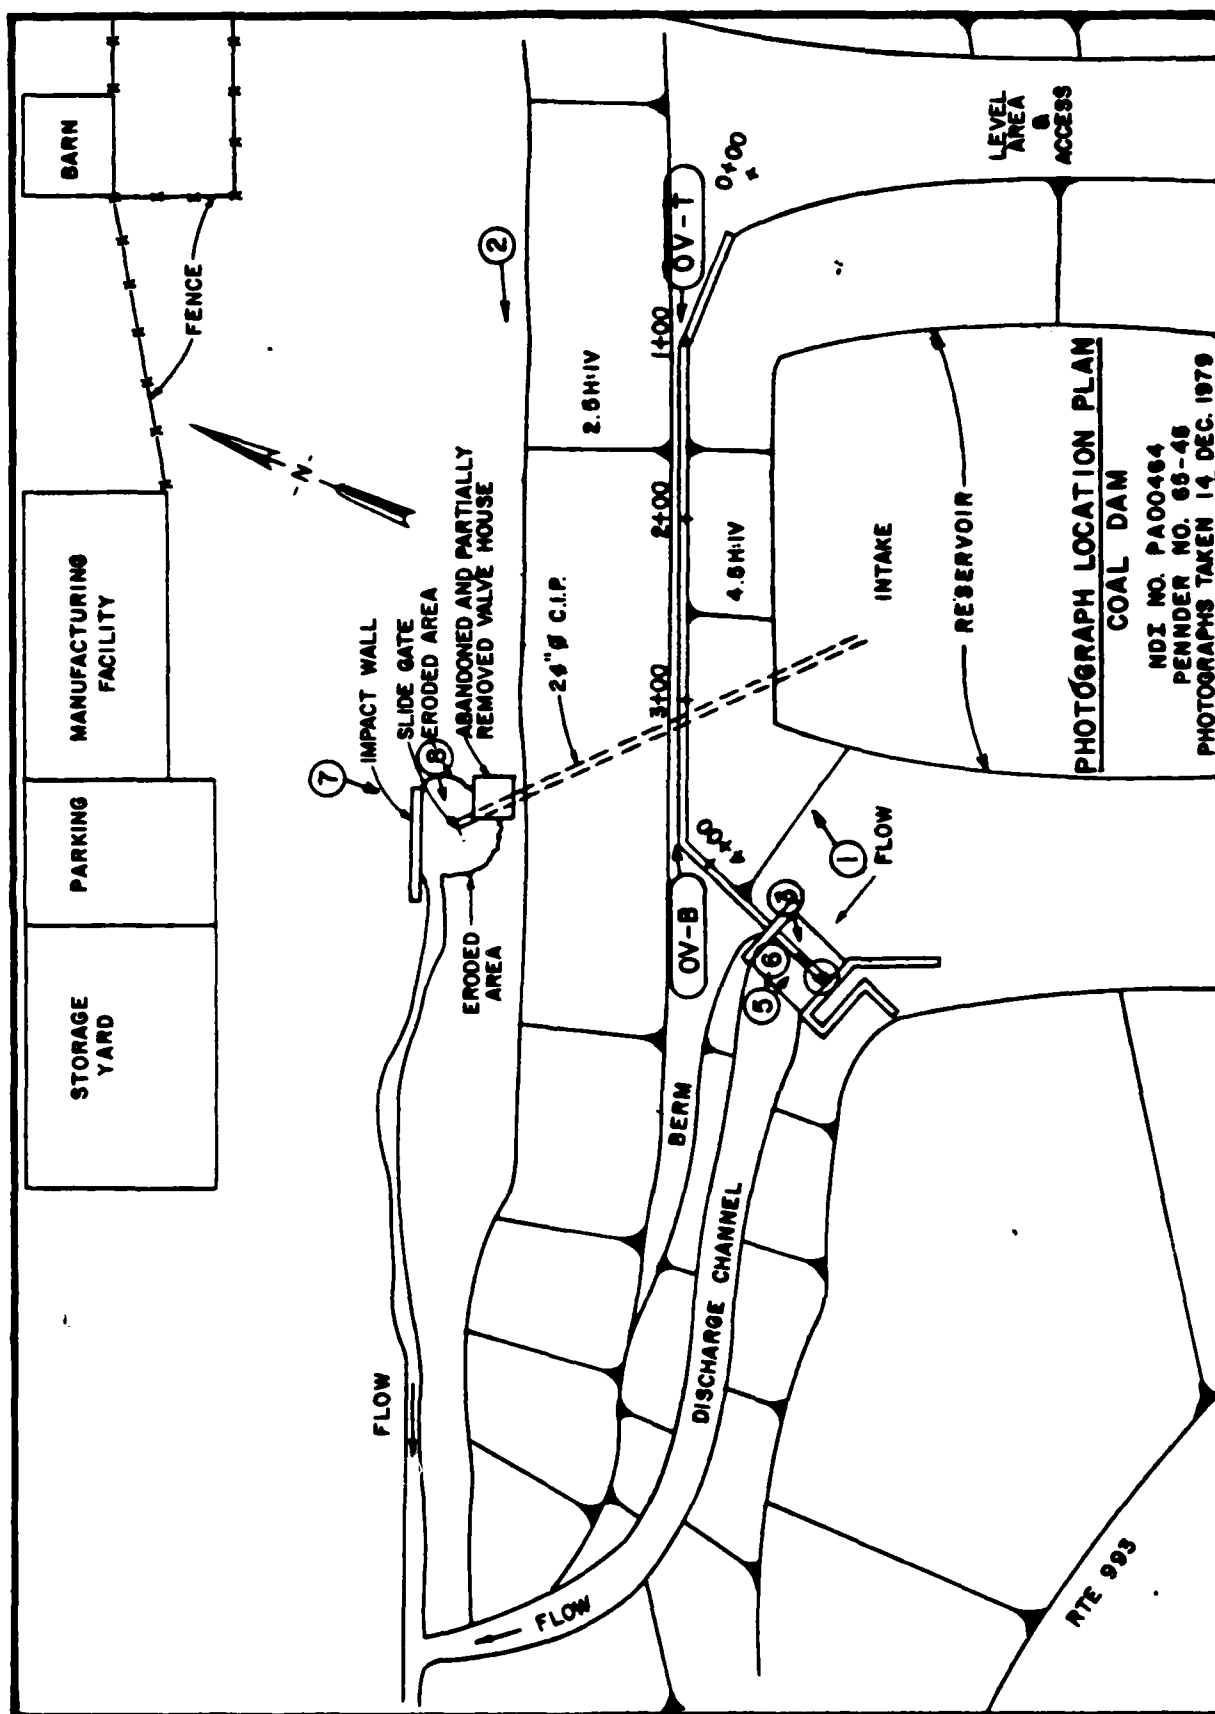 STORAGE
YARD
PARKING
MANUFACTURING
FACILITY
BARN
FENCE
-N-
FLOW
7
IMPACT WALL
SLIDE GATE
8
ERODED AREA
ABANDONED AND PARTIALLY
REMOVED VALVE HOUSE
ERODED
AREA
2
24" Ø C.I.P.
2.5H:1V
OV-B
OV-T
0+00
1+00
2+00
3+00
4+00
4.5H:1V
BERM
DISCHARGE CHANNEL
FLOW
5
6
3
1
FLOW
INTAKE
RESERVOIR
LEVEL
AREA
&
ACCESS
RTE 993
PHOTOGRAPH LOCATION PLAN
COAL DAM
NDI NO. PA00464
PENNDER NO. 65-45
PHOTOGRAPHS TAKEN 14 DEC. 1979